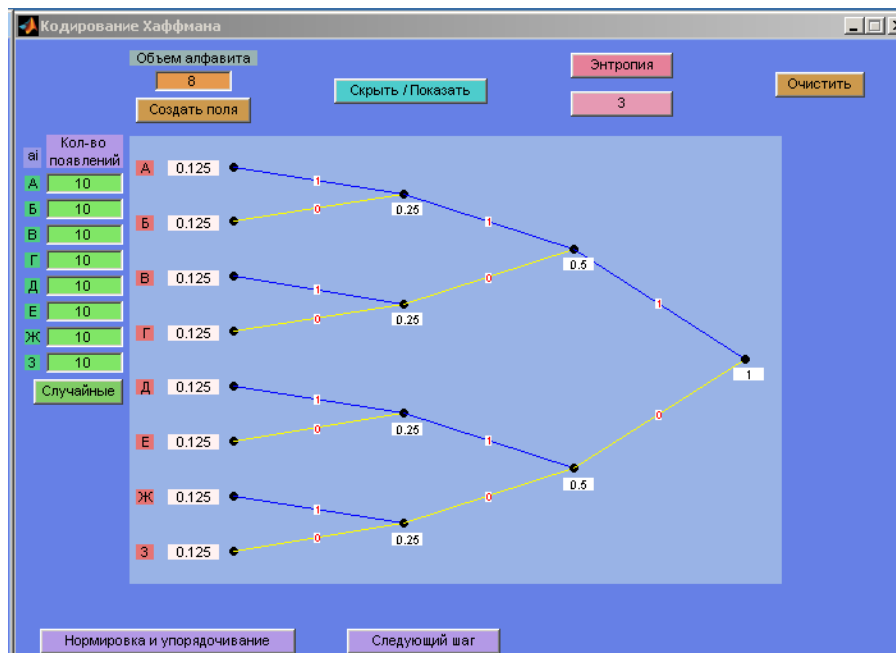 Кодирование Хаффмана
Объем алфавита
8
Создать поля
Скрыть / Показать
Энтропия
3
Очистить
ai
Кол-во
появлений
А 10
Б 10
В 10
Г 10
Д 10
Е 10
Ж 10
З 10
Случайные
А 0.125
1
0
0.25
Б 0.125
1
В 0.125
1
0
0.25
0
0.5
Г 0.125
1
Д 0.125
1
0
0.25
1
Е 0.125
0
1
Ж 0.125
1
0
0.25
0
0.5
З 0.125
Нормировка и упорядочивание
Следующий шаг